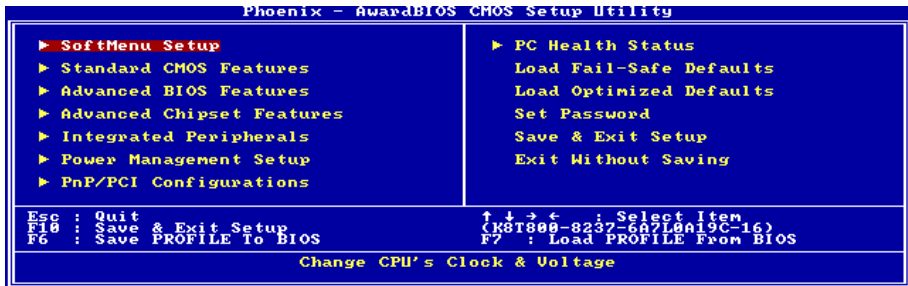 Phoenix - AwardBIOS CMOS Setup Utility
▶ SoftMenu Setup
▶ Standard CMOS Features
▶ Advanced BIOS Features
▶ Advanced Chipset Features
▶ Integrated Peripherals
▶ Power Management Setup
▶ PnP/PCI Configurations
▶ PC Health Status
Load Fail-Safe Defaults
Load Optimized Defaults
Set Password
Save & Exit Setup
Exit Without Saving
Esc : Quit
F10 : Save & Exit Setup
F6 : Save PROFILE To BIOS
↑ ↓ → ← : Select Item
(K8T800-8237-6A7L0A19C-16)
F7 : Load PROFILE From BIOS
Change CPU's Clock & Voltage